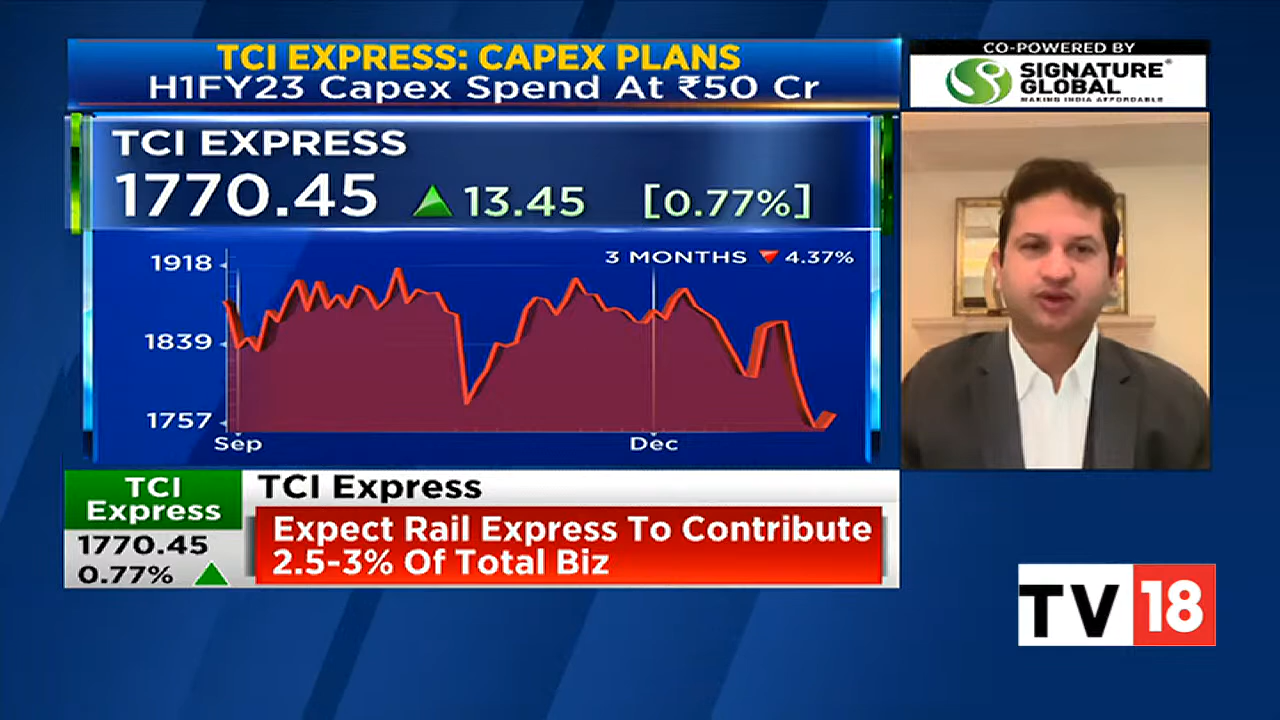 TCI EXPRESS: CAPEX PLANS
H1FY23 Capex Spend At ₹50 Cr
CO-POWERED BY
SIGNATURE GLOBAL
MAKING INDIA AFFORDABLE
TCI EXPRESS
1770.45 ▲ 13.45 [0.77%]
3 MONTHS ▼ 4.37%
1918
1839
1757
Sep Dec
TCI
Express
1770.45
0.77% ▲
TCI Express
Expect Rail Express To Contribute
2.5-3% Of Total Biz
TV 18